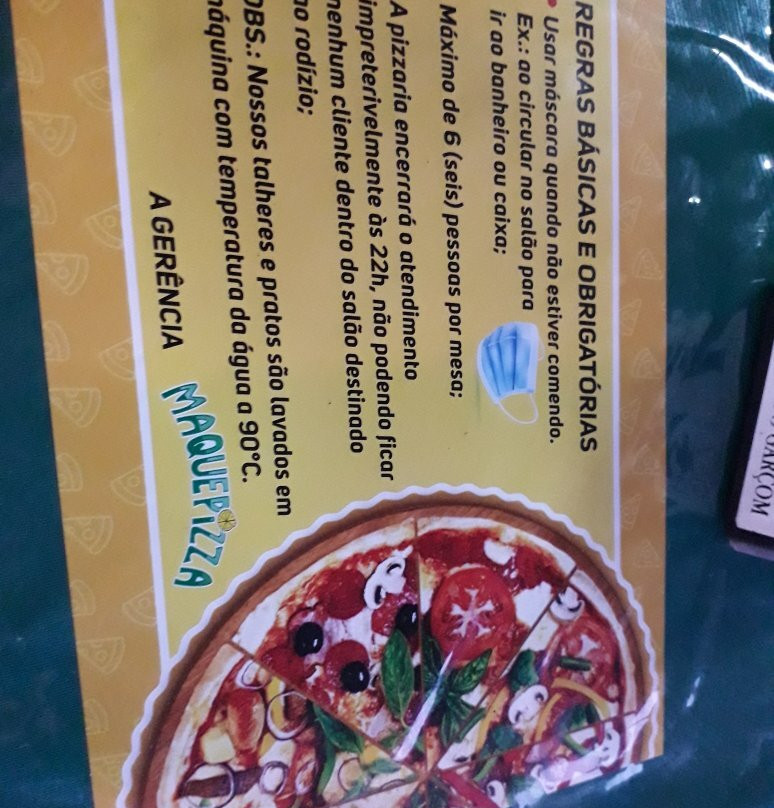 REGRAS BÁSICAS E OBRIGATÓRIAS
• Usar máscara quando não estiver comendo.
Ex.: ao circular no salão para
ir ao banheiro ou caixa;
Máximo de 6 (seis) pessoas por mesa;
A pizzaria encerrará o atendimento
impreterivelmente às 22h, não podendo ficar
nenhum cliente dentro do salão destinado
ao rodízio;
OBS.: Nossos talheres e pratos são lavados em
máquina com temperatura da água a 90°C.
A GERÊNCIA
MAQUEPIZZA
GARÇOM